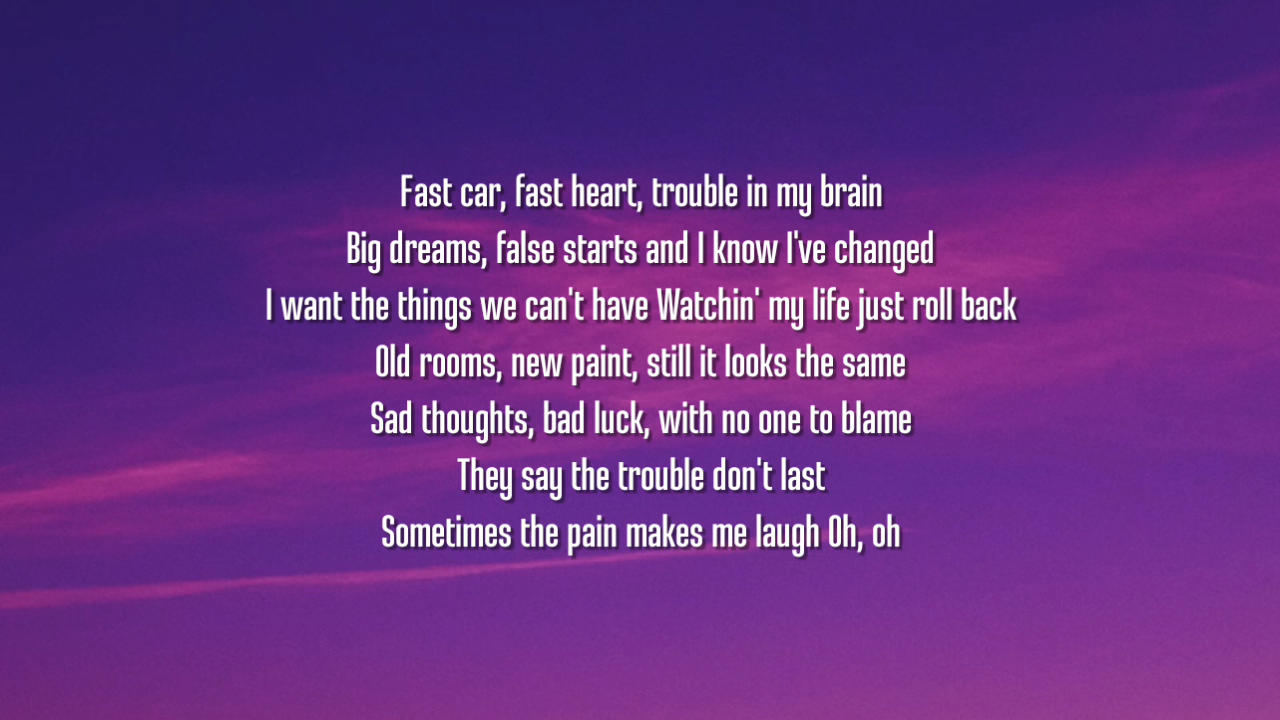 Fast car, fast heart, trouble in my brain
Big dreams, false starts and I know I've changed
I want the things we can't have Watchin' my life just roll back
Old rooms, new paint, still it looks the same
Sad thoughts, bad luck, with no one to blame
They say the trouble don't last
Sometimes the pain makes me laugh Oh, oh